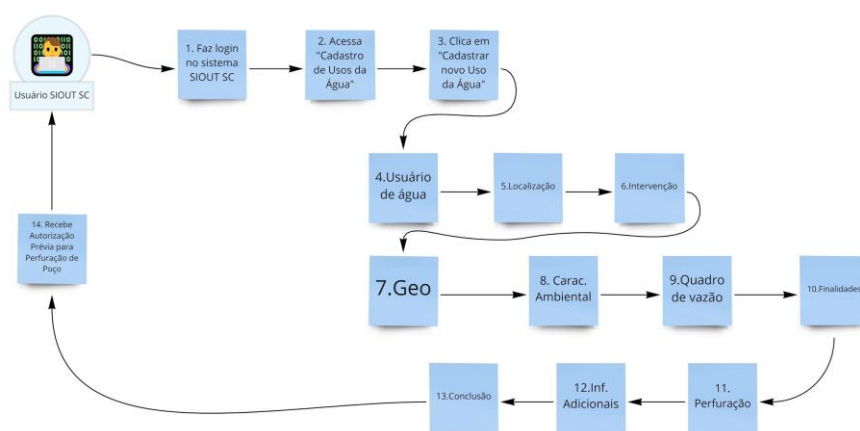 Usuário SIOUT SC
1. Faz login
no sistema
SIOUT SC
2. Acessa
"Cadastro
de Usos da
Água"
3. Clica em
"Cadastrar
novo Uso
da Água"
4.Usuário
de água
5.Localização
6.Intervenção
7.Geo
8. Carac.
Ambiental
9.Quadro
de vazão
10.Finalidades
11.
Perfuração
12.Inf.
Adicionais
13.Conclusão
14. Recebe
Autorização
Prévia para
Perfuração de
Poço